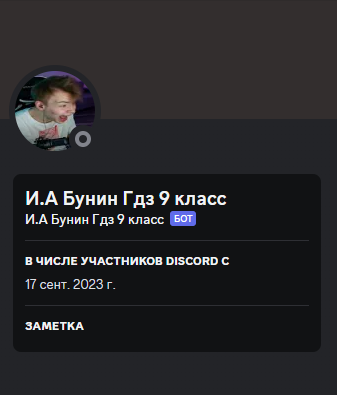 И.А Бунин Гдз 9 класс
И.А Бунин Гдз 9 класс БОТ
В ЧИСЛЕ УЧАСТНИКОВ DISCORD С
17 сент. 2023 г.
ЗАМЕТКА